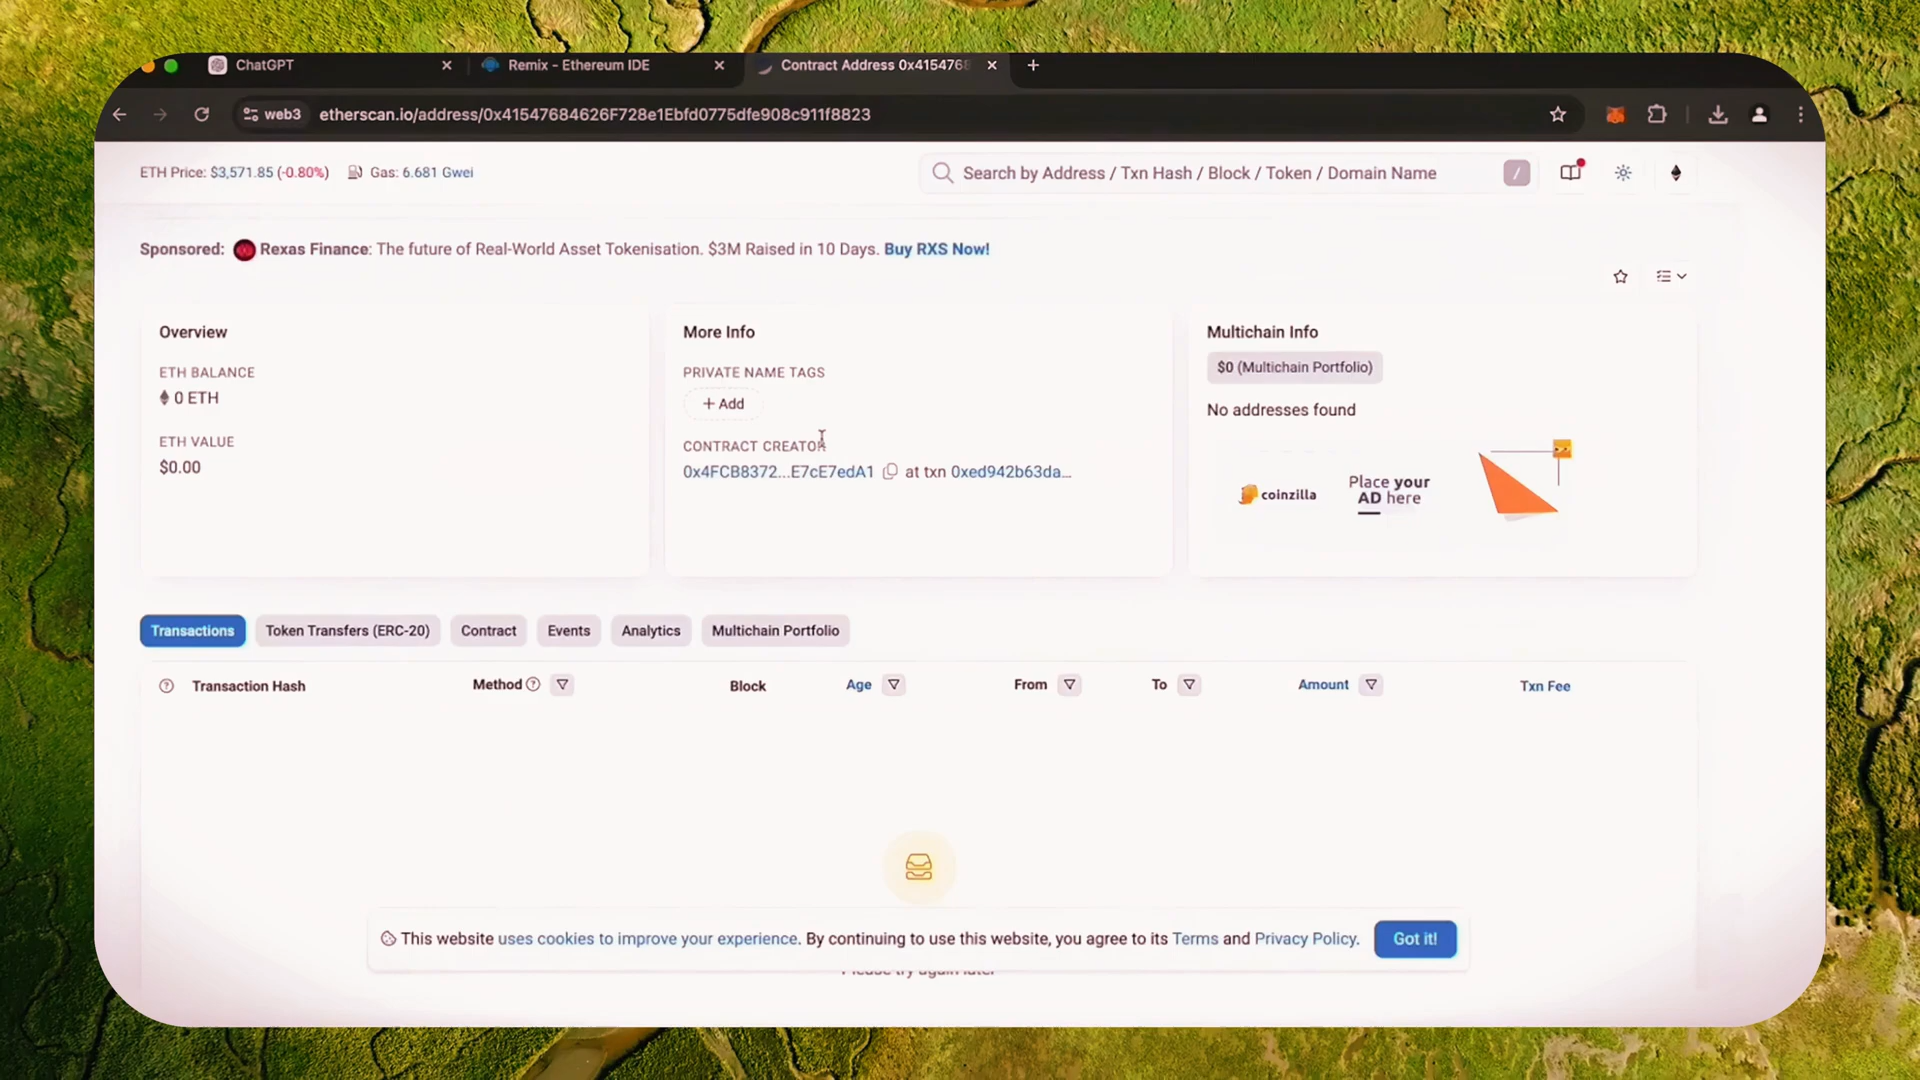 ChatGPT
Remix - Ethereum IDE
Contract Address 0x415476
web3
etherscan.io/address/0x41547684626F728e1Ebfd0775dfe908c911f8823
ETH Price: $3,571.85 (-0.80%)
Gas: 6.681 Gwei
Search by Address / Txn Hash / Block / Token / Domain Name
/
Sponsored: Rexas Finance: The future of Real-World Asset Tokenisation. $3M Raised in 10 Days. Buy RXS Now!
Overview
ETH BALANCE
0 ETH
ETH VALUE
$0.00
More Info
PRIVATE NAME TAGS
+ Add
CONTRACT CREATOR
0x4FCB8372...E7cE7edA1 at txn 0xed942b63da...
Multichain Info
$0 (Multichain Portfolio)
No addresses found
coinzilla
Place your
AD here
Transactions
Token Transfers (ERC-20)
Contract
Events
Analytics
Multichain Portfolio
Transaction Hash
Method
Block
Age
From
To
Amount
Txn Fee
This website uses cookies to improve your experience. By continuing to use this website, you agree to its Terms and Privacy Policy.
Got it!
Please try again later